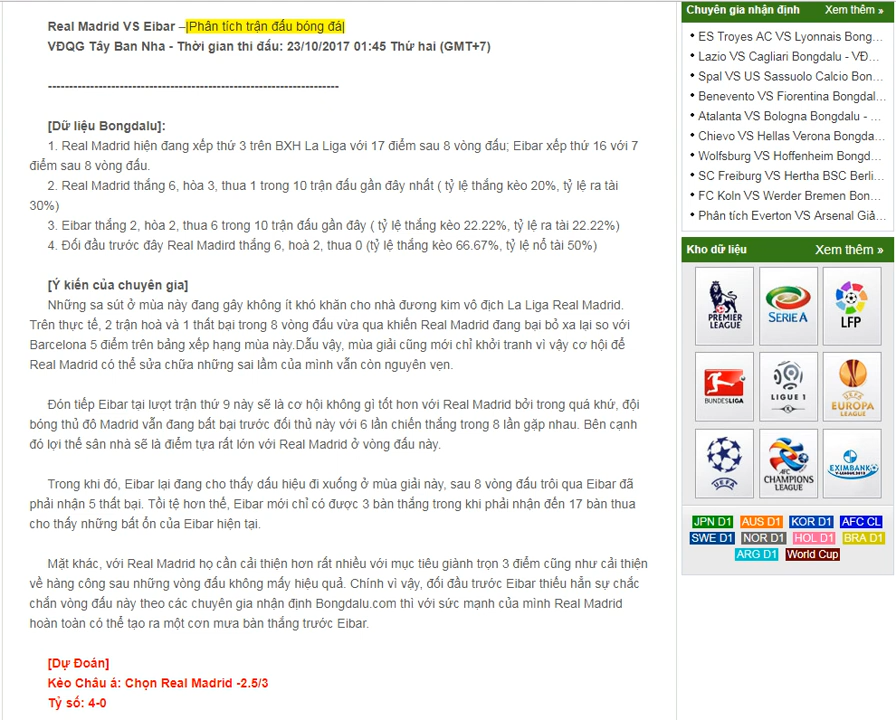 Real Madrid VS Eibar –|Phân tích trận đấu bóng đá|
VĐQG Tây Ban Nha - Thời gian thi đấu: 23/10/2017 01:45 Thứ hai (GMT+7)
----------------------------------------------------------------------
[Dữ liệu Bongdalu]:
1. Real Madrid hiện đang xếp thứ 3 trên BXH La Liga với 17 điểm sau 8 vòng đấu; Eibar xếp thứ 16 với 7
điểm sau 8 vòng đấu.
2. Real Madrid thắng 6, hòa 3, thua 1 trong 10 trận đấu gần đây nhất ( tỷ lệ thắng kèo 20%, tỷ lệ ra tài
30%)
3. Eibar thắng 2, hòa 2, thua 6 trong 10 trận đấu gần đây ( tỷ lệ thắng kèo 22.22%, tỷ lệ ra tài 22.22%)
4. Đối đầu trước đây Real Madird thắng 6, hoà 2, thua 0 (tỷ lệ thắng kèo 66.67%, tỷ lệ nổ tài 50%)
[Ý kiến của chuyên gia]
Những sa sút ở mùa này đang gây không ít khó khăn cho nhà đương kim vô địch La Liga Real Madrid.
Trên thực tế, 2 trận hoà và 1 thất bại trong 8 vòng đấu vừa qua khiến Real Madrid đang bại bỏ xa lại so với
Barcelona 5 điểm trên bảng xếp hạng mùa này.Dẫu vậy, mùa giải cũng mới chỉ khởi tranh vì vậy cơ hội để
Real Madrid có thể sửa chữa những sai lầm của mình vẫn còn nguyên vẹn.
Đón tiếp Eibar tại lượt trận thứ 9 này sẽ là cơ hội không gì tốt hơn với Real Madrid bởi trong quá khứ, đội
bóng thủ đô Madrid vẫn đang bất bại trước đối thủ này với 6 lần chiến thắng trong 8 lần gặp nhau. Bên cạnh
đó lợi thế sân nhà sẽ là điểm tựa rất lớn với Real Madrid ở vòng đấu này.
Trong khi đó, Eibar lại đang cho thấy dấu hiệu đi xuống ở mùa giải này, sau 8 vòng đấu trôi qua Eibar đã
phải nhận 5 thất bại. Tồi tệ hơn thế, Eibar mới chỉ có được 3 bàn thắng trong khi phải nhận đến 17 bàn thua
cho thấy những bất ổn của Eibar hiện tại.
Mặt khác, với Real Madrid họ cần cải thiện hơn rất nhiều với mục tiêu giành trọn 3 điểm cũng như cải thiện
về hàng công sau những vòng đấu không mấy hiệu quả. Chính vì vậy, đối đầu trước Eibar thiếu hẳn sự chắc
chắn vòng đấu này theo các chuyên gia nhận định Bongdalu.com thì với sức mạnh của mình Real Madrid
hoàn toàn có thể tạo ra một cơn mưa bàn thắng trước Eibar.
[Dự Đoán]
Kèo Châu á: Chọn Real Madrid -2.5/3
Tỷ số: 4-0
Chuyên gia nhận định Xem thêm »
ES Troyes AC VS Lyonnais Bong...
Lazio VS Cagliari Bongdalu - VĐ...
Spal VS US Sassuolo Calcio Bon...
Benevento VS Fiorentina Bongdal...
Atalanta VS Bologna Bongdalu - ...
Chievo VS Hellas Verona Bongda...
Wolfsburg VS Hoffenheim Bongd...
SC Freiburg VS Hertha BSC Berli...
FC Koln VS Werder Bremen Bon...
Phân tích Everton VS Arsenal Giả...
Kho dữ liệu Xem thêm »
PREMIER LEAGUE
SERIE A
LFP
BUNDESLIGA
LIGUE 1
UEFA EUROPA LEAGUE
UEFA
AFC CHAMPIONS LEAGUE
EXIMBANK
JPN D1 AUS D1 KOR D1 AFC CL
SWE D1 NOR D1 HOL D1 BRA D1
ARG D1 World Cup